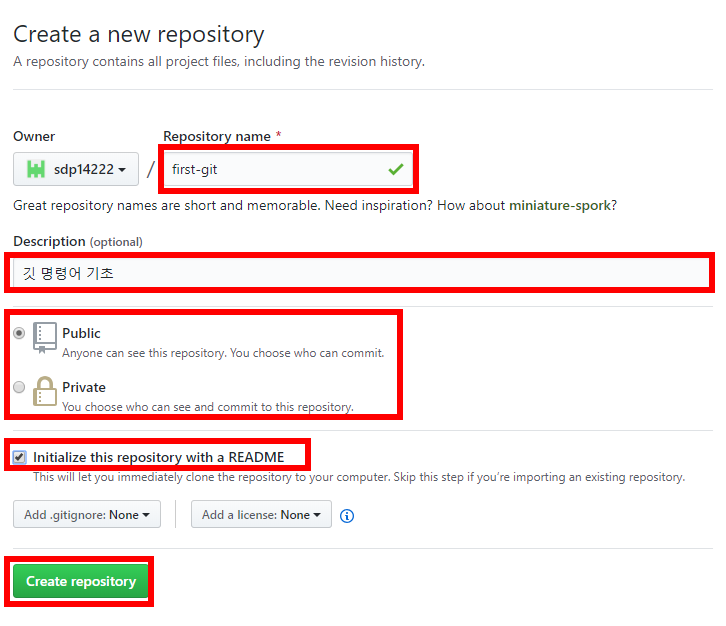 Create a new repository
A repository contains all project files, including the revision history.
Owner
Repository name *
sdp14222 / first-git
Great repository names are short and memorable. Need inspiration? How about miniature-spork?
Description (optional)
깃 명령어 기초
Public
Anyone can see this repository. You choose who can commit.
Private
You choose who can see and commit to this repository.
Initialize this repository with a README
This will let you immediately clone the repository to your computer. Skip this step if you’re importing an existing repository.
Add .gitignore: None
Add a license: None
Create repository